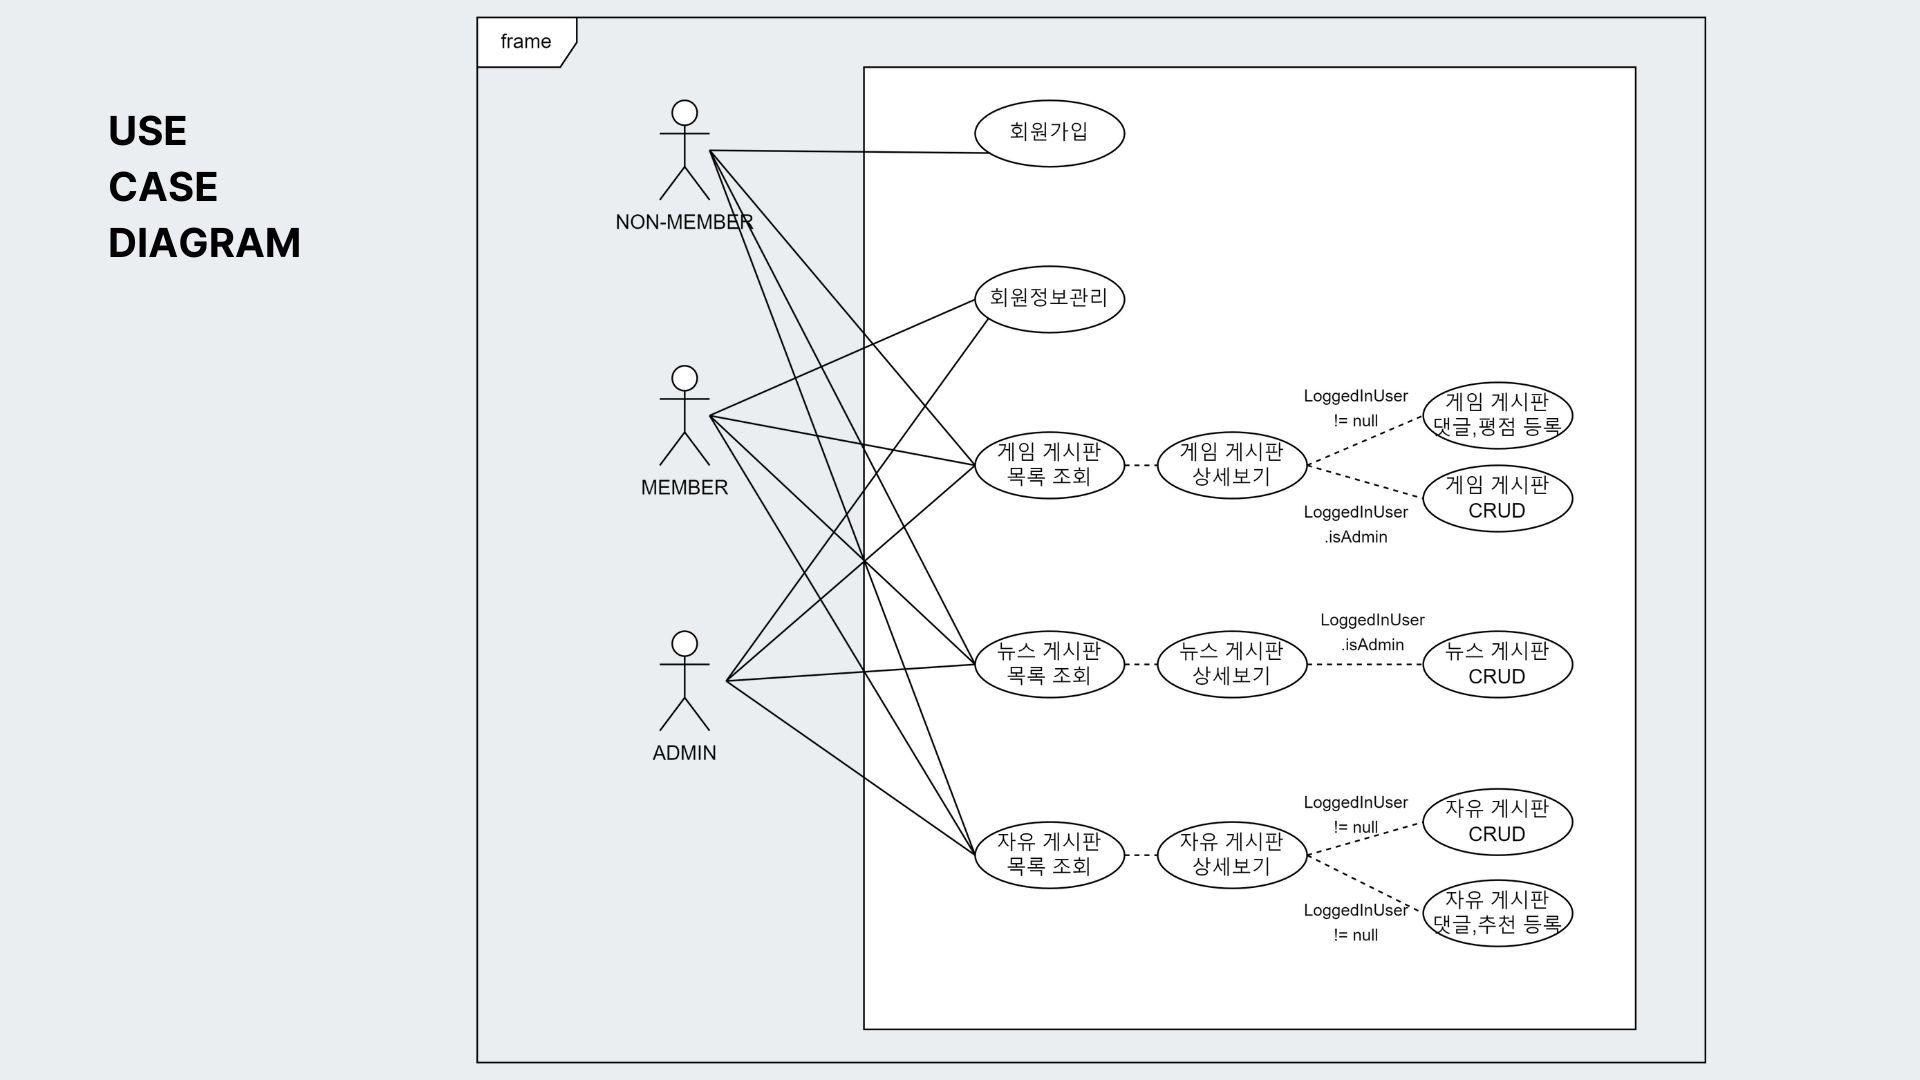 USE
CASE
DIAGRAM
frame
NON-MEMBER
MEMBER
ADMIN
회원가입
회원정보관리
게임 게시판
목록 조회
게임 게시판
상세보기
LoggedInUser
!= null
게임 게시판
댓글,평점 등록
LoggedInUser
.isAdmin
게임 게시판
CRUD
뉴스 게시판
목록 조회
뉴스 게시판
상세보기
LoggedInUser
.isAdmin
뉴스 게시판
CRUD
자유 게시판
목록 조회
자유 게시판
상세보기
LoggedInUser
!= null
자유 게시판
CRUD
LoggedInUser
!= null
자유 게시판
댓글,추천 등록